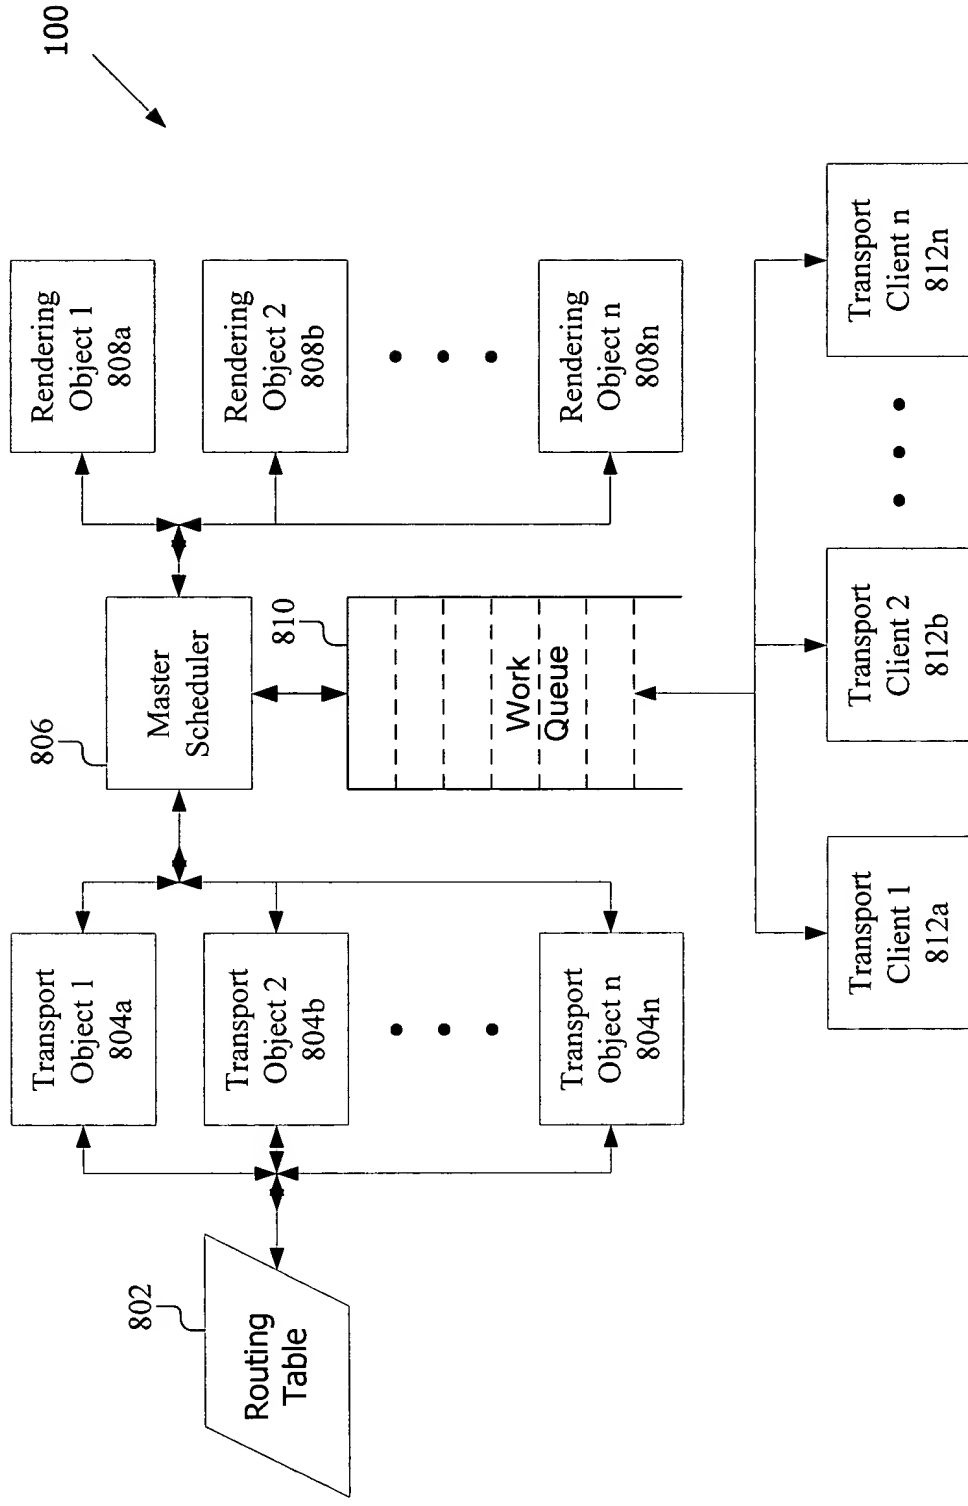 100
Rendering
Object 1
808a
Rendering
Object 2
808b
Rendering
Object n
808n
806
Master
Scheduler
810
Work
Queue
Transport
Object 1
804a
Transport
Object 2
804b
Transport
Object n
804n
802
Routing
Table
Transport
Client 1
812a
Transport
Client 2
812b
Transport
Client n
812n